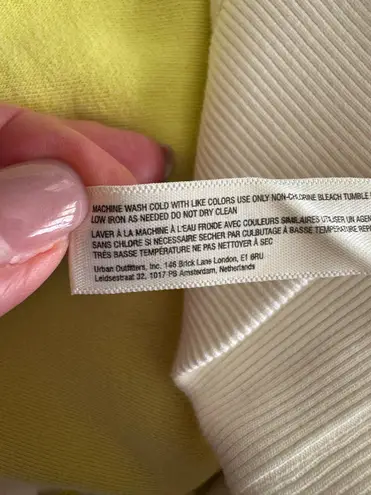 MACHINE WASH COLD WITH LIKE COLORS USE ONLY NON-CHLORINE BLEACH TUMBLE
LOW IRON AS NEEDED DO NOT DRY CLEAN
LAVER À LA MACHINE À L'EAU FROIDE AVEC COULEURS SIMILAIRES UTILISER UN AGEN
SANS CHLORE SI NÉCESSAIRE SECHER PAR CULBUTAGE À BASSE TEMPÉRATURE REP
TRÈS BASSE TEMPÉRATURE NE PAS NETTOYER À SEC
Urban Outfitters, Inc. 146 Brick Lane London, E1 6RU
Leidsestraat 32, 1017 PB Amsterdam, Netherlands